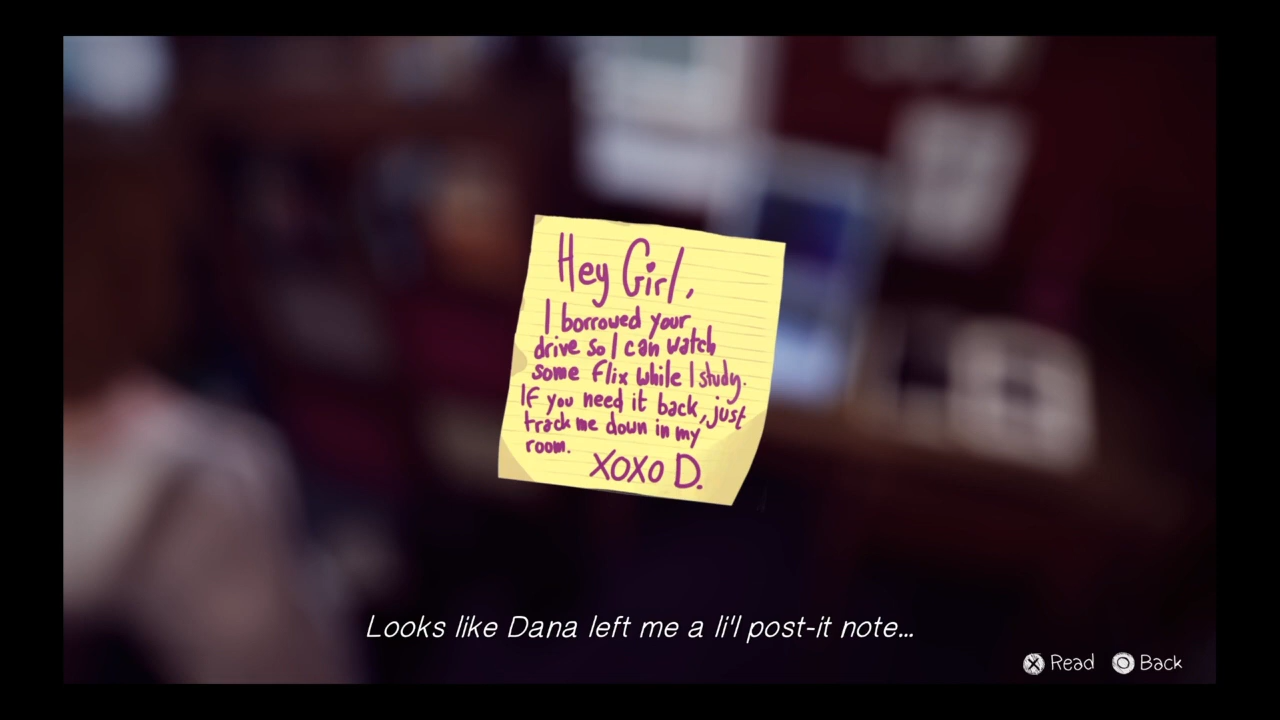 Hey Girl,
I borrowed your
drive so I can watch
some Flix while I study.
If you need it back, just
track me down in my
room.
XOXO D.
Looks like Dana left me a li'l post-it note...
Read Back